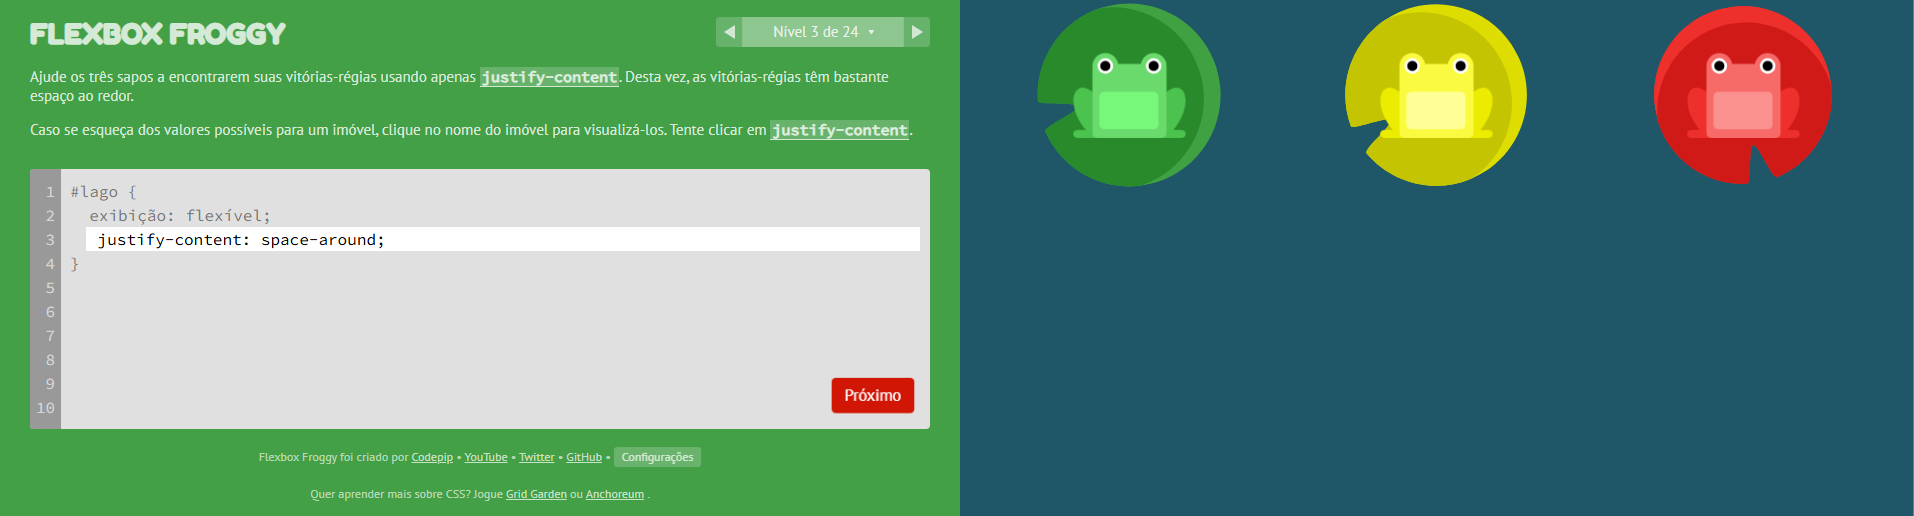 FLEXBOX FROGGY
Nível 3 de 24
Ajude os três sapos a encontrarem suas vitórias-régias usando apenas justify-content. Desta vez, as vitórias-régias têm bastante
espaço ao redor.
Caso se esqueça dos valores possíveis para um imóvel, clique no nome do imóvel para visualizá-los. Tente clicar em justify-content.
1 #lago {
2 exibição: flexível;
3 justify-content: space-around;
4 }
5
6
7
8
9
10
Próximo
Flexbox Froggy foi criado por Codepip • YouTube • Twitter • GitHub • Configurações
Quer aprender mais sobre CSS? Jogue Grid Garden ou Anchoreum .